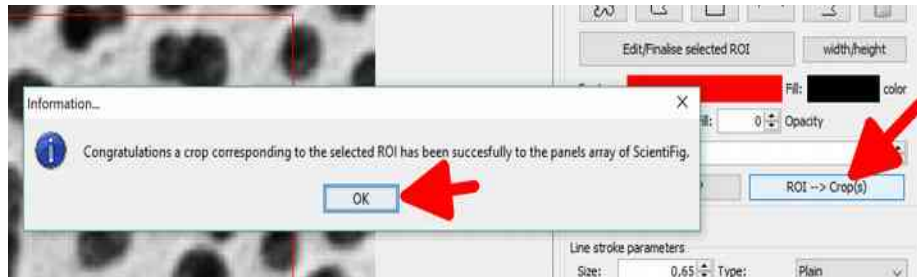 Edit/Finalise selected ROI
width/height
Fill:
color
Information...
0
Opacity
Congratulations a crop corresponding to the selected ROI has been succesfully to the panels array of ScientiFig.
OK
ROI --> Crop(s)
Line stroke parameters
Size:
0,65
Type:
Plain